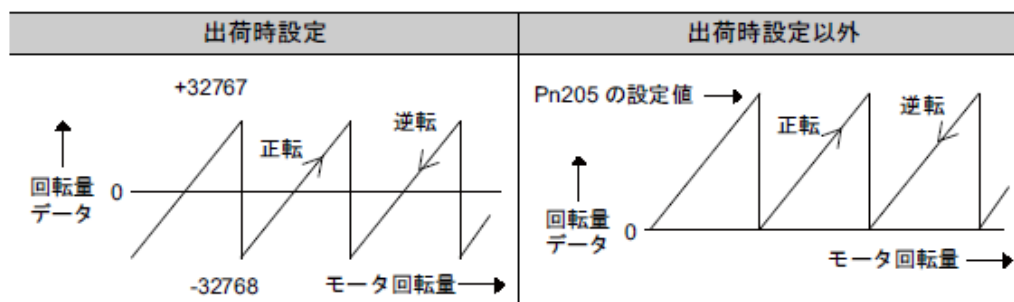 出荷時設定
出荷時設定以外
+32767
正転
逆転
回転量
データ
0
-32768
モータ回転量
Pn205 の設定値
正転
逆転
回転量
データ
0
モータ回転量